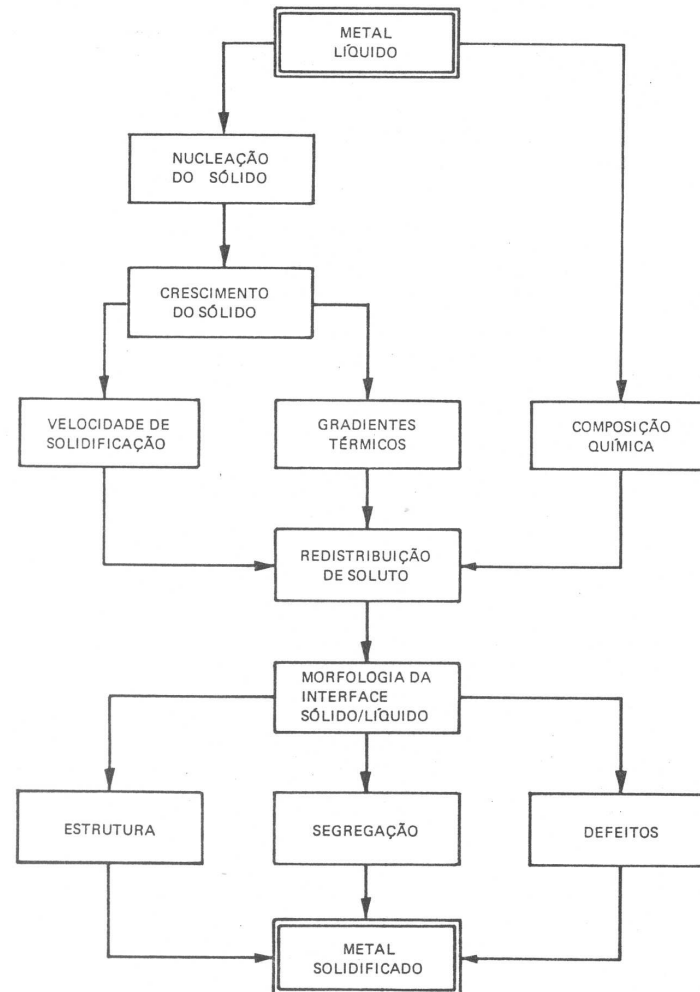 METAL
LÍQUIDO
NUCLEAÇÃO
DO SÓLIDO
CRESCIMENTO
DO SÓLIDO
VELOCIDADE DE
SOLIDIFICAÇÃO
GRADIENTES
TÉRMICOS
COMPOSIÇÃO
QUÍMICA
REDISTRIBUIÇÃO
DE SOLUTO
MORFOLOGIA DA
INTERFACE
SÓLIDO/LÍQUIDO
ESTRUTURA
SEGREGAÇÃO
DEFEITOS
METAL
SOLIDIFICADO